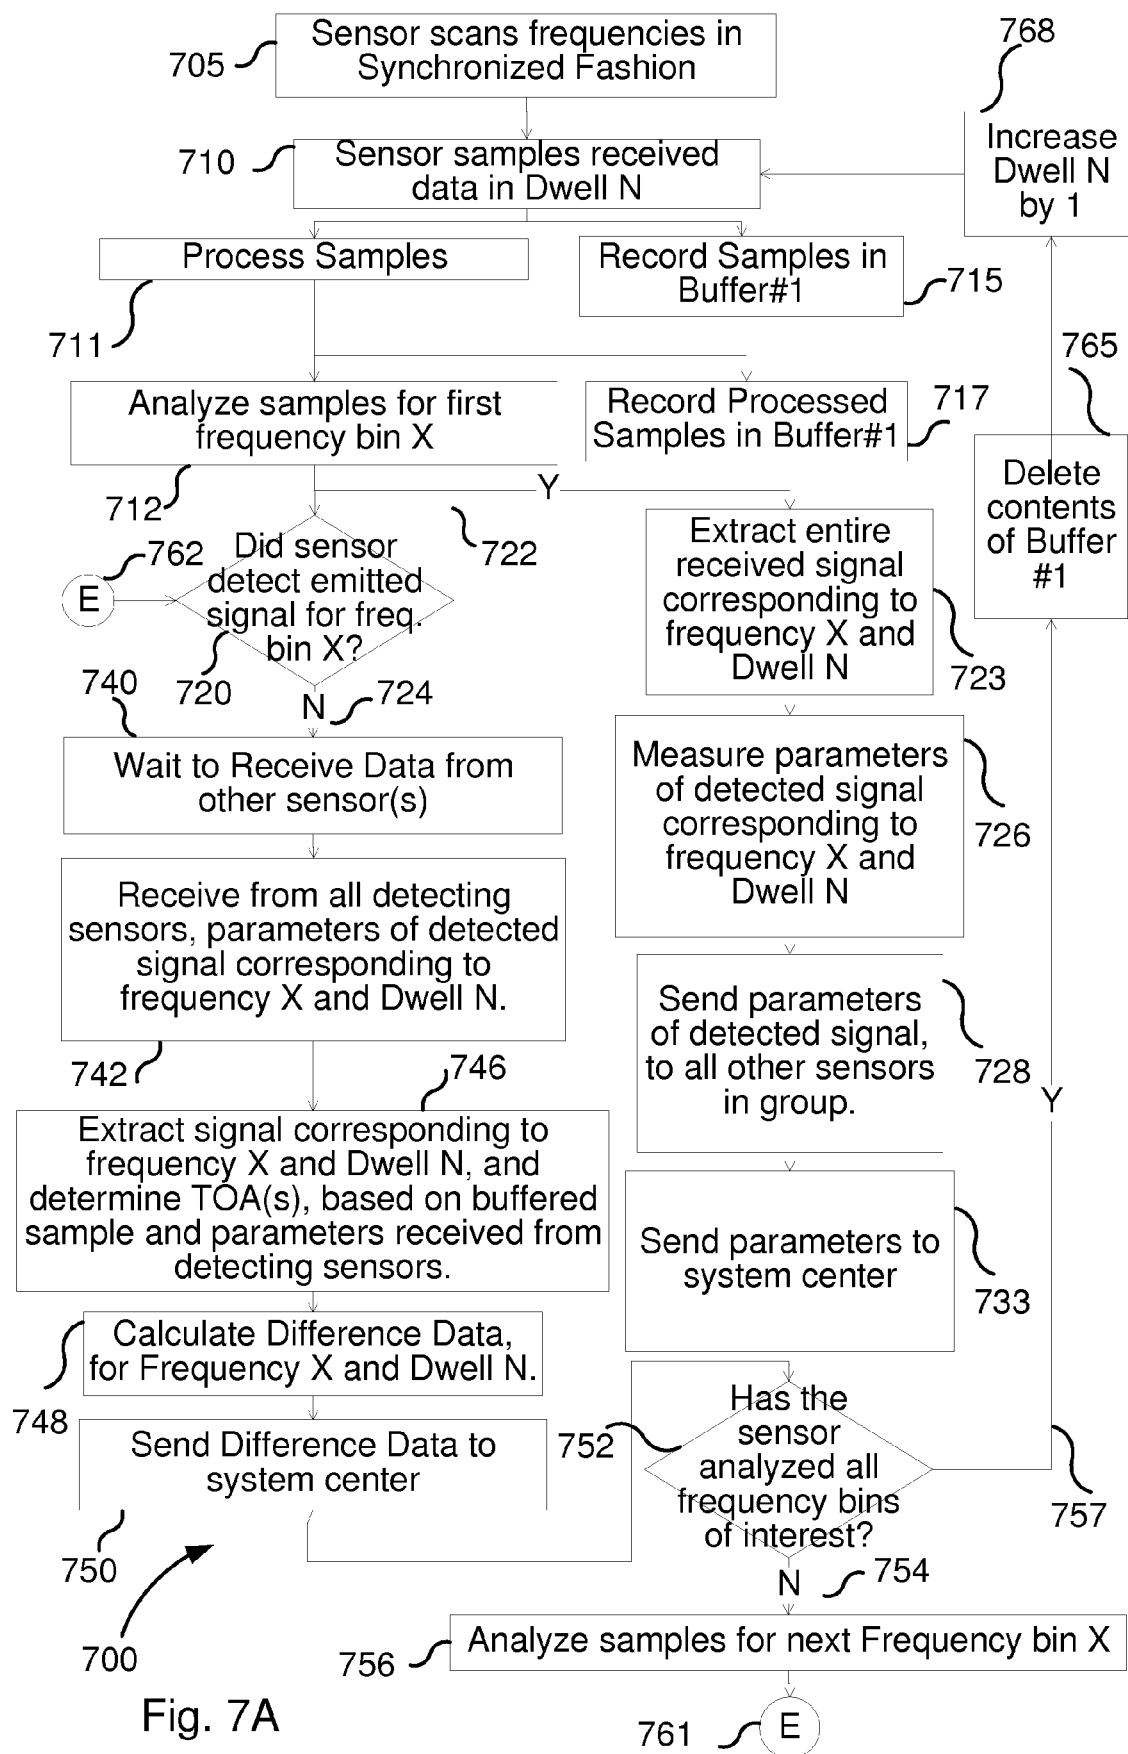 Sensor scans frequencies in
Synchronized Fashion
705
768
Sensor samples received
data in Dwell N
710
Increase
Dwell N
by 1
Process Samples
Record Samples in
Buffer#1
715
711
765
Analyze samples for first
frequency bin X
Record Processed
Samples in Buffer#1
717
712
Y
722
Delete
contents
of Buffer
#1
762
E
Did sensor
detect emitted
signal for freq.
bin X?
720
Extract entire
received signal
corresponding to
frequency X and
Dwell N
723
740
N
724
Wait to Receive Data from
other sensor(s)
Measure parameters
of detected signal
corresponding to
frequency X and
Dwell N
726
Receive from all detecting
sensors, parameters of detected
signal corresponding to
frequency X and Dwell N.
742
746
Send parameters
of detected signal,
to all other sensors
in group.
728
Y
Extract signal corresponding to
frequency X and Dwell N, and
determine TOA(s), based on buffered
sample and parameters received from
detecting sensors.
Send parameters to
system center
733
Calculate Difference Data,
for Frequency X and Dwell N.
748
Send Difference Data to
system center
750
752
Has the
sensor
analyzed all
frequency bins
of interest?
757
N
754
700
756
Analyze samples for next Frequency bin X
761
E
Fig. 7A